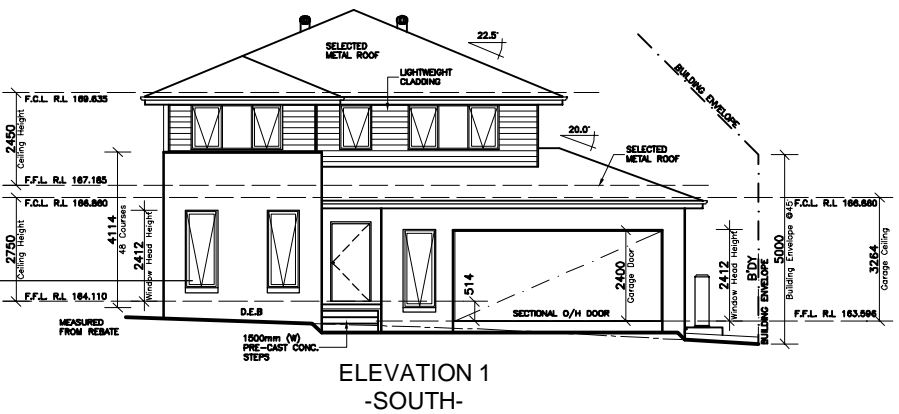 22.5°
SELECTED
METAL ROOF
LIGHTWEIGHT
CLADDING
BUILDING ENVELOPE
F.C.L R.L 169.635
2450
Ceiling Height
20.0°
SELECTED
METAL ROOF
F.F.L R.L 167.185
F.C.L R.L 166.860
F.C.L R.L 166.860
2750
Ceiling Height
4114
48 Courses
2412
Window Head Height
514
2400
Garage Door
2412
Window Head Height
B'DY
BUILDING ENVELOPE
5000
Building Envelope @45°
3264
Garage Ceiling
F.F.L R.L 164.110
D.E.B
SECTIONAL O/H DOOR
F.F.L R.L 163.596
MEASURED
FROM REBATE
1500mm (W)
PRE-CAST CONC.
STEPS
ELEVATION 1
-SOUTH-